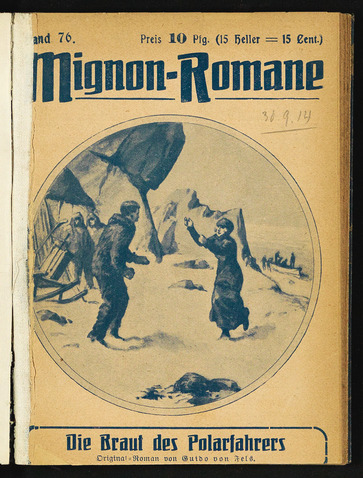 and 76.
Preis 10 Pfg. (15 Heller = 15 Cent.)
Mignon-Romane
30.9.14
Die Braut des Polarfahrers
Original-Roman von Guido von Fels.